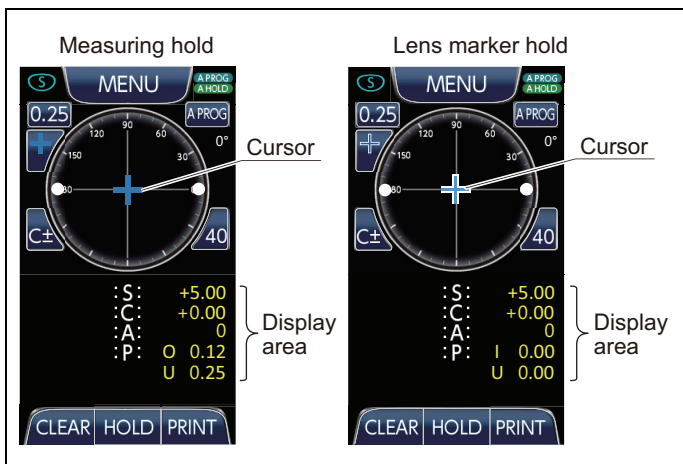 Measuring hold
S
MENU
A PROG
A HOLD
0.25
A PROG
120
90
60
0°
150
30
80
C±
40
Cursor
:S: +5.00
:C: +0.00
:A: 0
:P: O 0.12
U 0.25
Display
area
CLEAR HOLD PRINT
Lens marker hold
S
MENU
A PROG
A HOLD
0.25
A PROG
120
90
60
0°
150
30
80
C±
40
Cursor
:S: +5.00
:C: +0.00
:A: 0
:P: I 0.00
U 0.00
Display
area
CLEAR HOLD PRINT